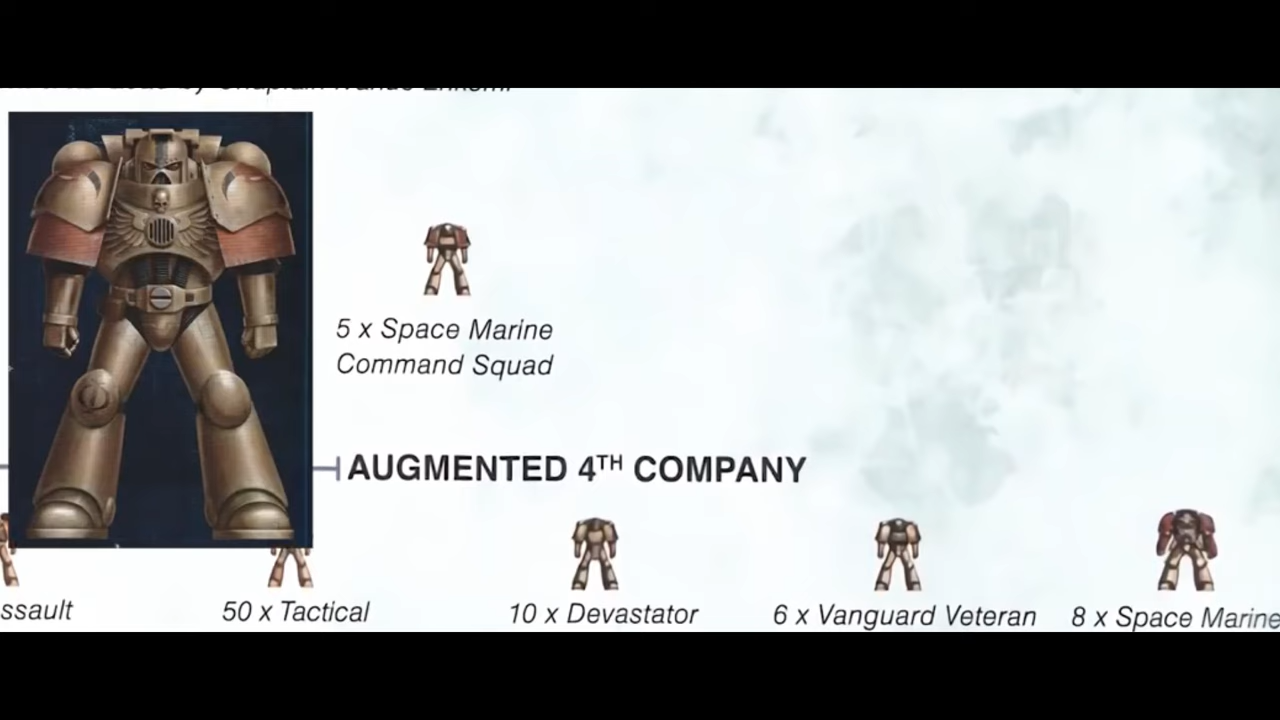 5 x Space Marine
Command Squad
AUGMENTED 4TH COMPANY
ssault
50 x Tactical
10 x Devastator
6 x Vanguard Veteran
8 x Space Marine